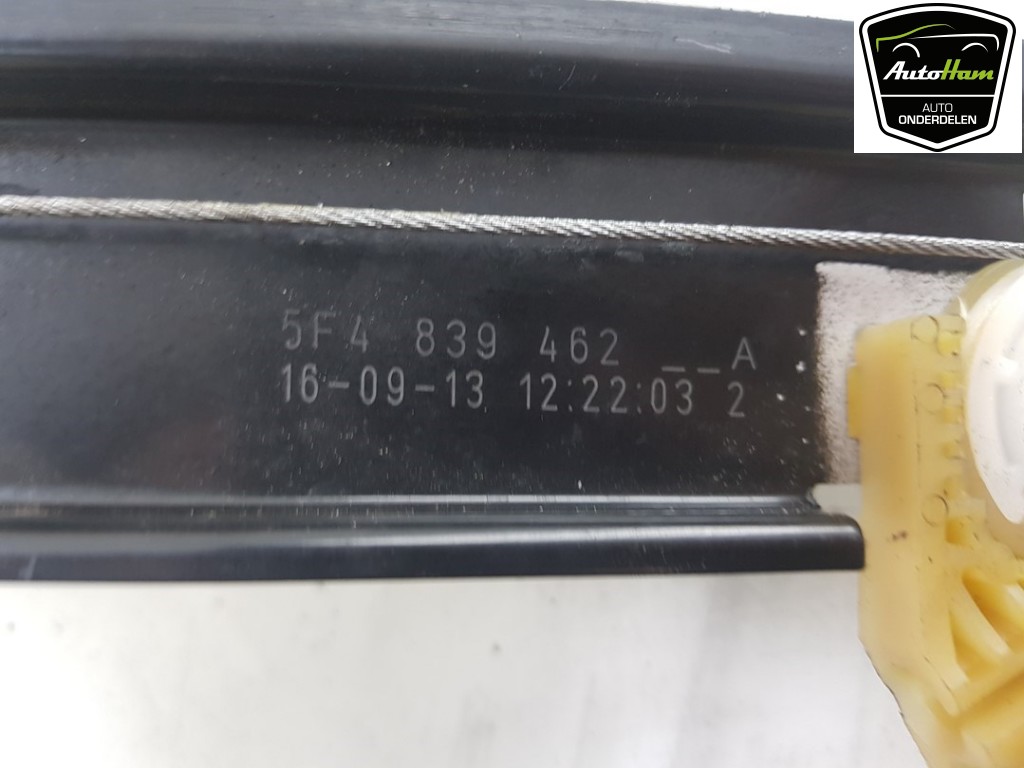 AutoHam
AUTO
ONDERDELEN
5F4 839 462 __A
16-09-13 12:22:03 2